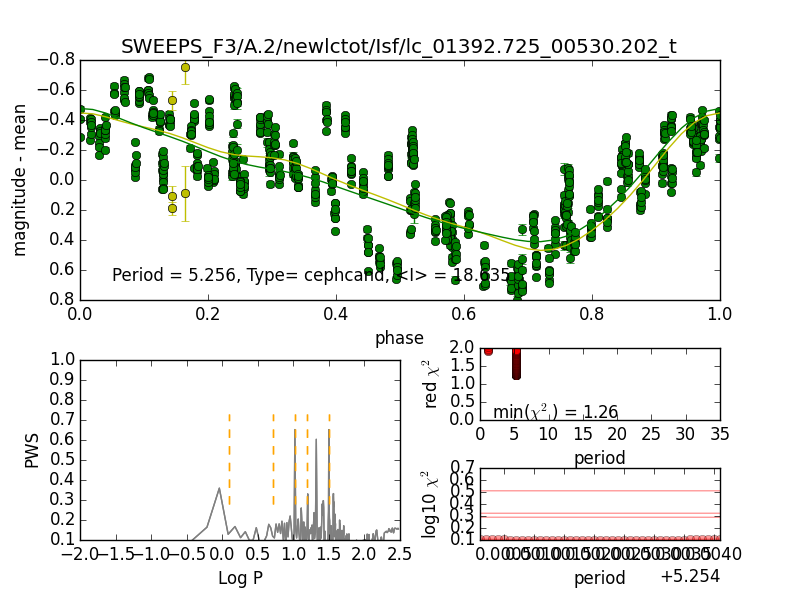 SWEEPS_F3/A.2/newlctot/Isf/lc_01392.725_00530.202_t
magnitude - mean
−0.8
−0.6
−0.4
−0.2
0.0
0.2
0.4
0.6
0.8
Period = 5.256, Type= cephcand, <I> = 18.635
0.0 0.2 0.4 0.6 0.8 1.0
phase
PWS
1.0
0.9
0.8
0.7
0.6
0.5
0.4
0.3
0.2
0.1
−2.0 −1.5 −1.0 −0.5 0.0 0.5 1.0 1.5 2.0 2.5
Log P
red χ²
2.0
1.5
1.0
0.5
0.0
min(χ²) = 1.26
0 5 10 15 20 25 30 35
period
log10 χ²
0.7
0.6
0.5
0.4
0.3
0.2
0.1
period
+5.254